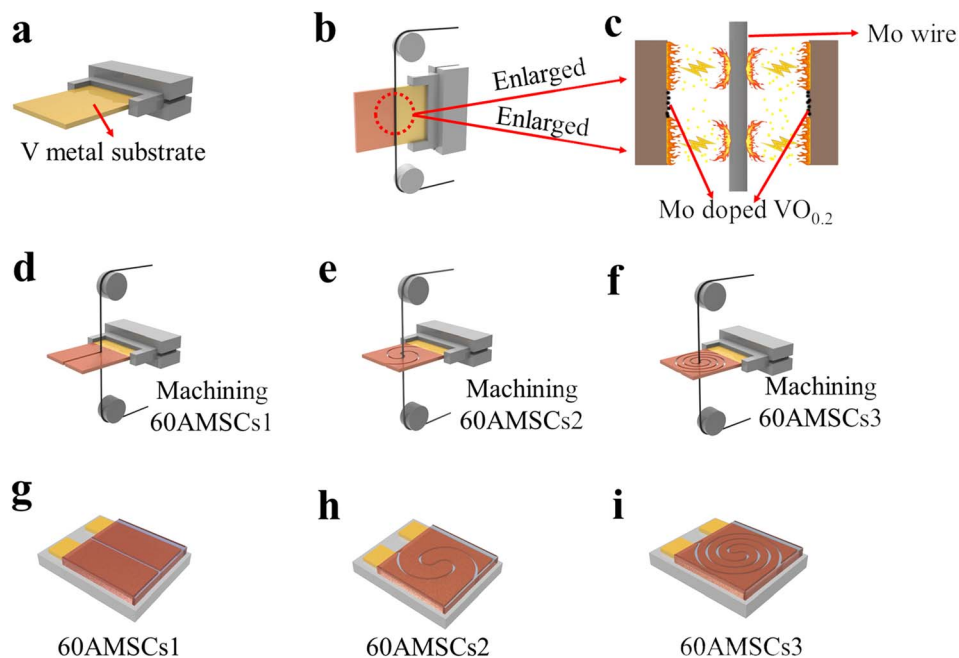 a
b
c
Mo wire
Enlarged
Enlarged
V metal substrate
Mo doped VO₀.₂
d
e
f
Machining
60AMSCs1
Machining
60AMSCs2
Machining
60AMSCs3
g
h
i
60AMSCs1
60AMSCs2
60AMSCs3